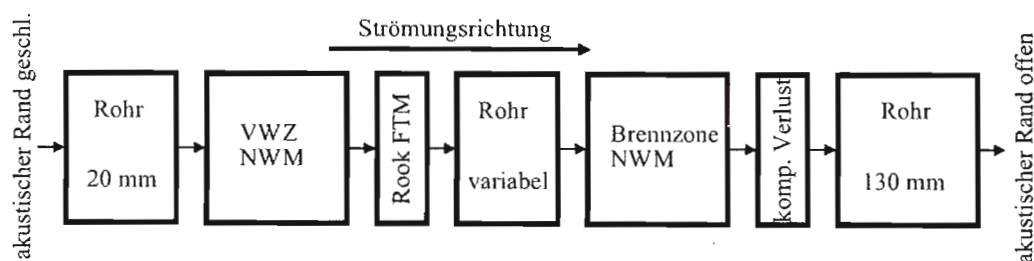 Strömungsrichtung
akustischer Rand geschl.
Rohr
20 mm
VWZ
NWM
Rook FTM
Rohr
variabel
Brennzone
NWM
komp. Verlust
Rohr
130 mm
akustischer Rand offen